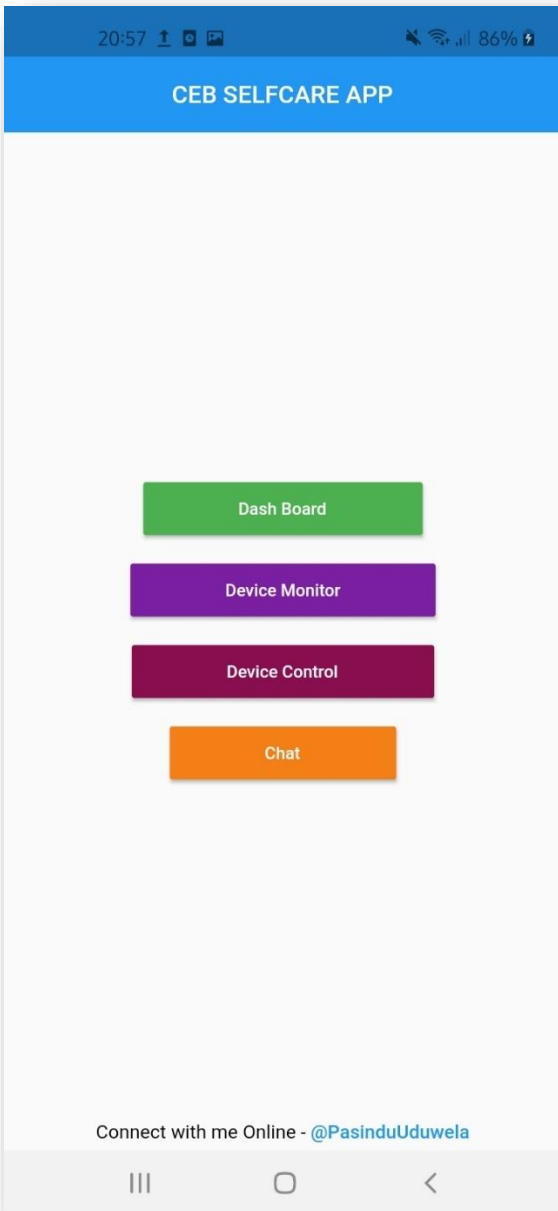 20:57 86%
CEB SELFCARE APP
Dash Board
Device Monitor
Device Control
Chat
Connect with me Online - @PasinduUduwela